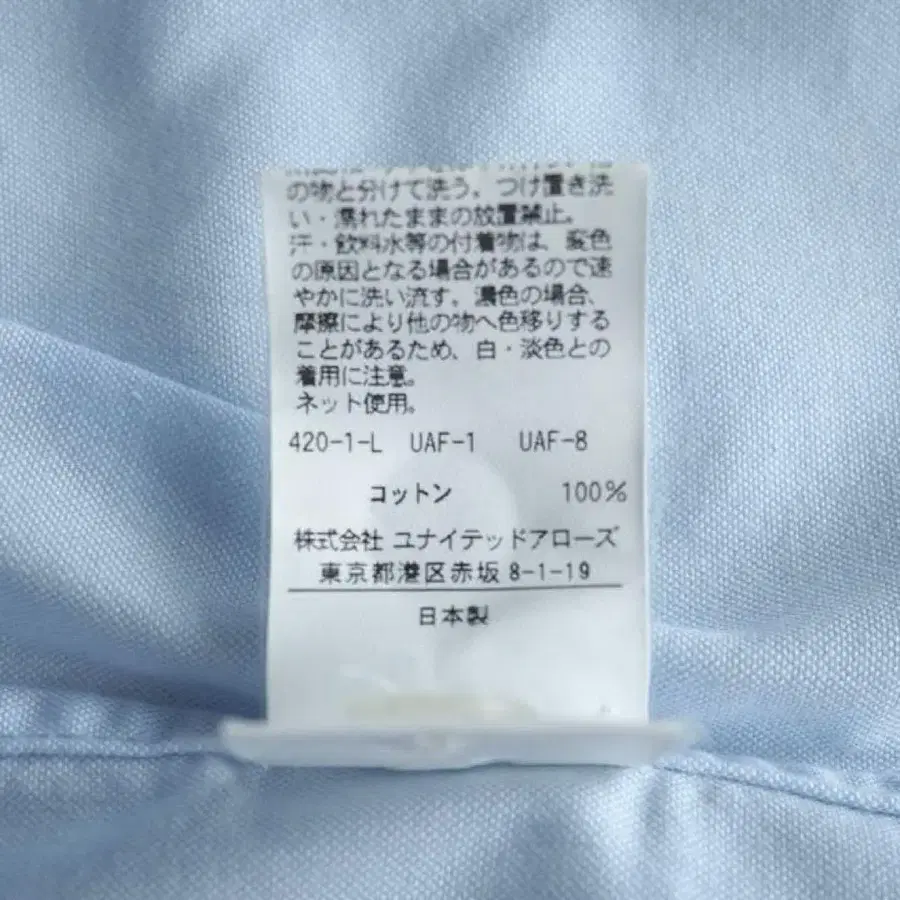 の物と分けて洗う。つけ置き洗
い・濡れたままの放置禁止。
汗・飲料水等の付着物は、変色
の原因となる場合があるので速
やかに洗い流す。濃色の場合、
摩擦により他の物へ色移りする
ことがあるため、白・淡色との
着用に注意。
ネット使用。
420-1-L UAF-1 UAF-8
コットン 100%
株式会社 ユナイテッドアローズ
東京都港区赤坂 8-1-19
日本製